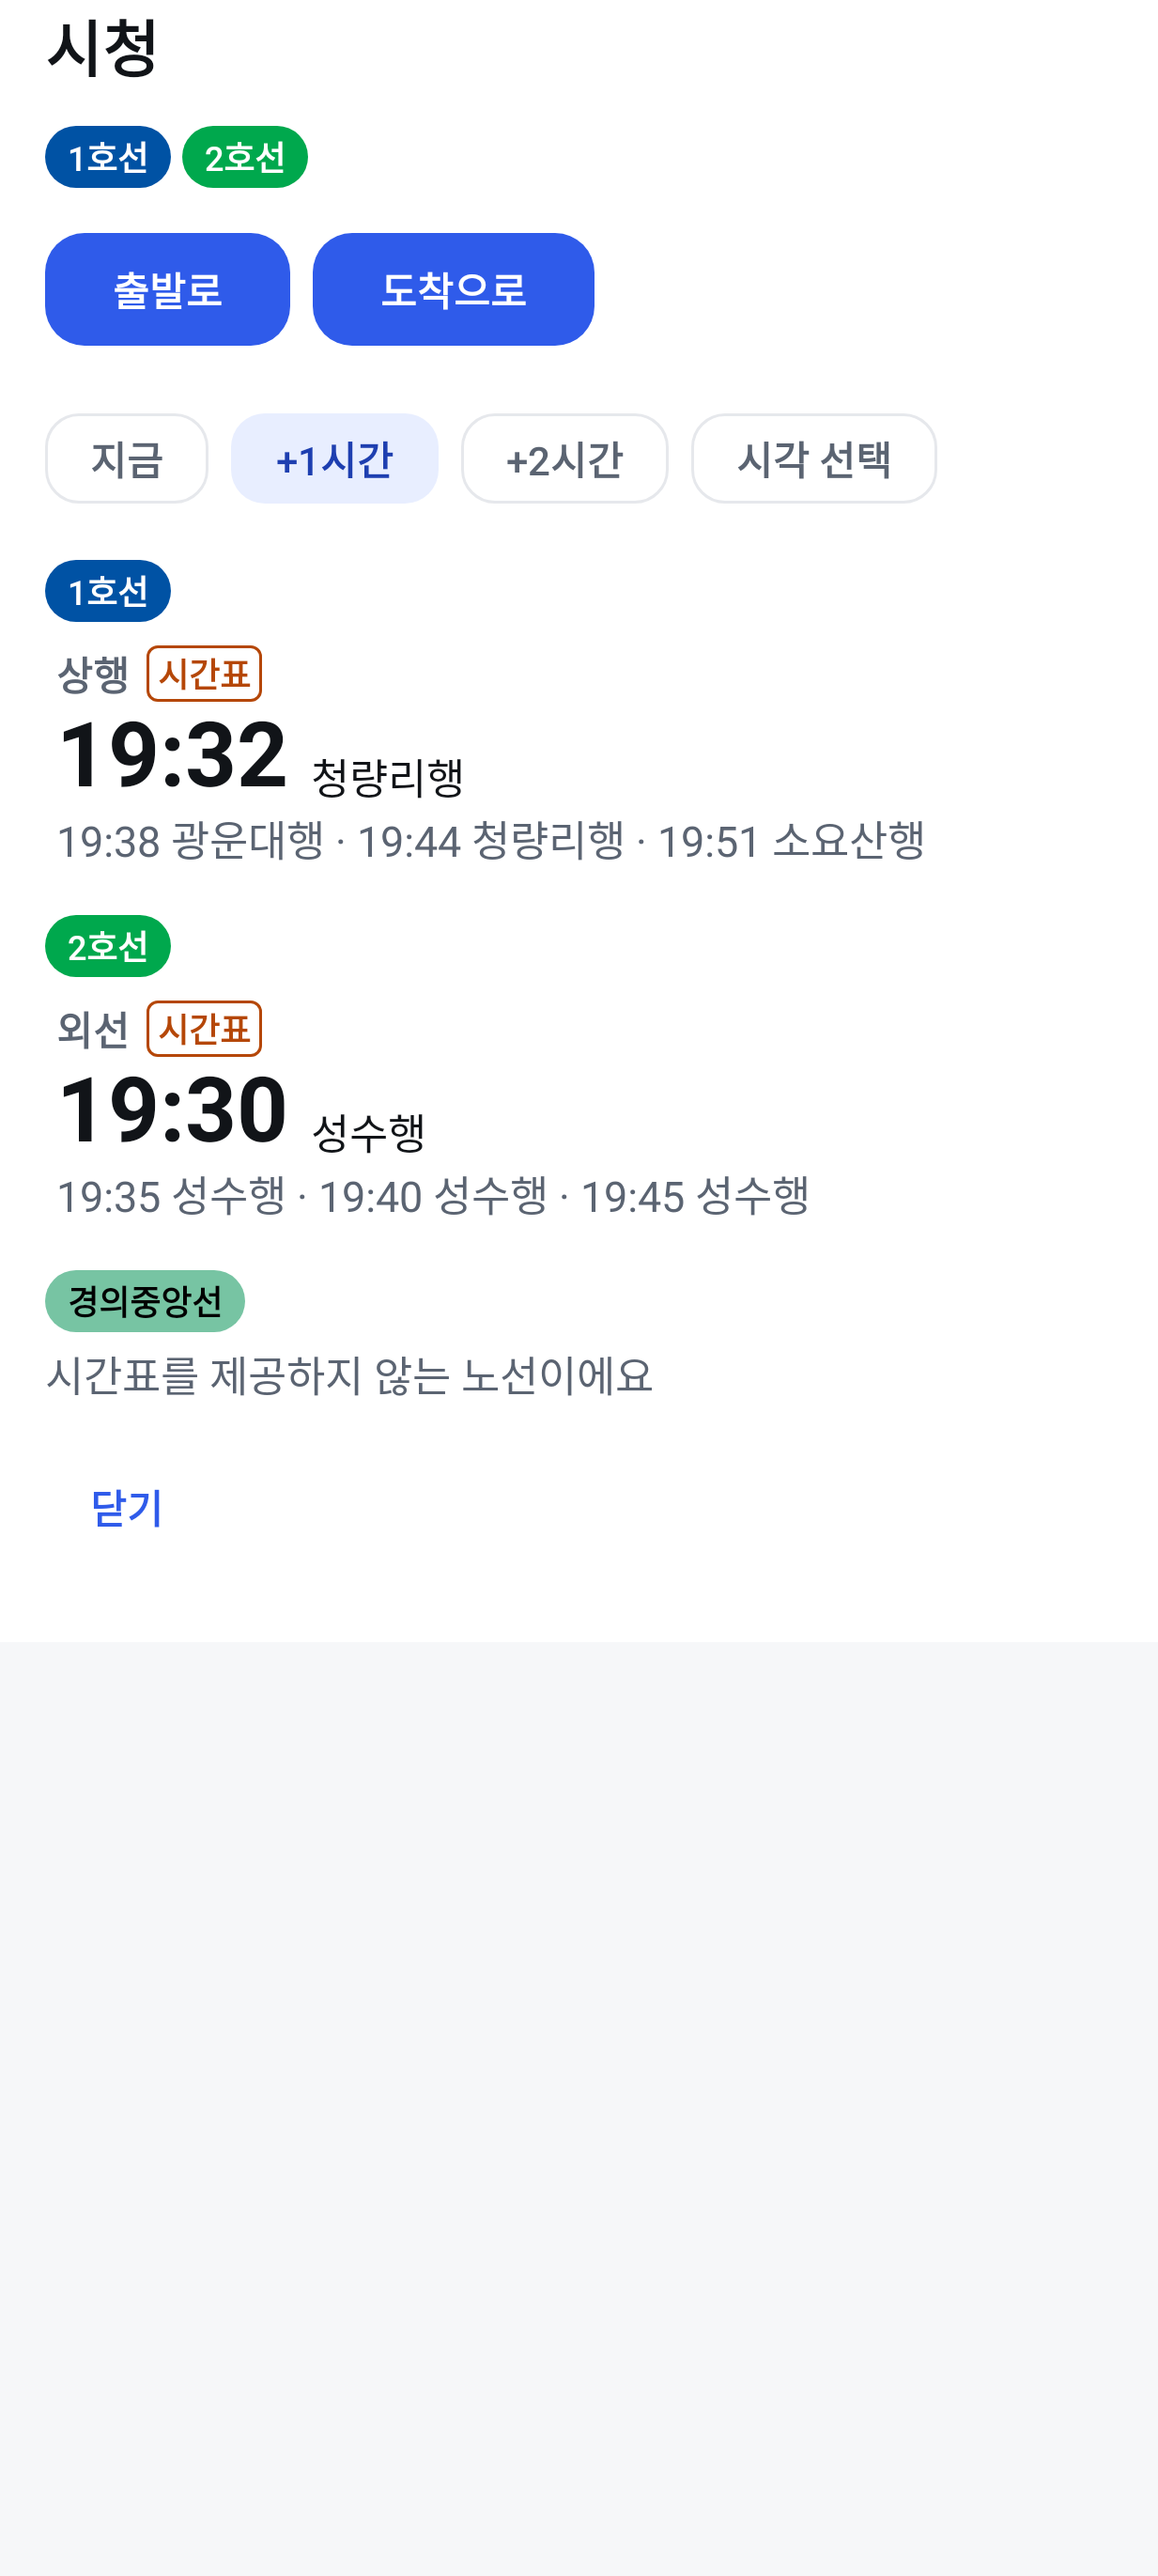 시청
1호선 2호선
출발로 도착으로
지금 +1시간 +2시간 시각 선택
1호선
상행 시간표
19:32 청량리행
19:38 광운대행 · 19:44 청량리행 · 19:51 소요산행
2호선
외선 시간표
19:30 성수행
19:35 성수행 · 19:40 성수행 · 19:45 성수행
경의중앙선
시간표를 제공하지 않는 노선이에요
닫기